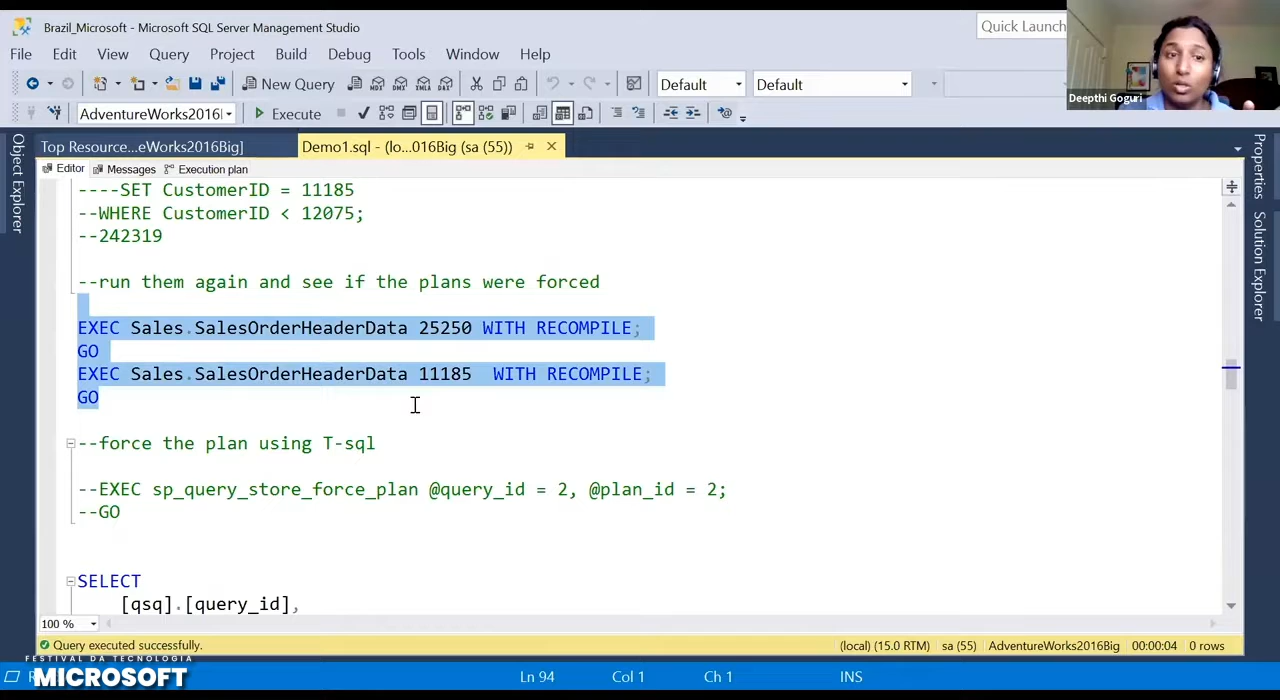 Brazil_Microsoft - Microsoft SQL Server Management Studio
Quick Launch
File Edit View Query Project Build Debug Tools Window Help
New Query
Default
Default
AdventureWorks2016
Execute
Deepthi Goguri
Object Explorer
Top Resource...eWorks2016Big]
Demo1.sql - (lo...016Big (sa (55))
Properties
Solution Explorer
Editor Messages Execution plan
----SET CustomerID = 11185
--WHERE CustomerID < 12075;
--242319
--run them again and see if the plans were forced
EXEC Sales.SalesOrderHeaderData 25250 WITH RECOMPILE;
GO
EXEC Sales.SalesOrderHeaderData 11185  WITH RECOMPILE;
GO
--force the plan using T-sql
--EXEC sp_query_store_force_plan @query_id = 2, @plan_id = 2;
--GO
SELECT
[qsq].[query_id],
100 %
Query executed successfully.
(local) (15.0 RTM) sa (55) AdventureWorks2016Big 00:00:04 0 rows
FESTIVAL DA TECNOLOGIA
MICROSOFT
Ln 94 Col 1 Ch 1 INS